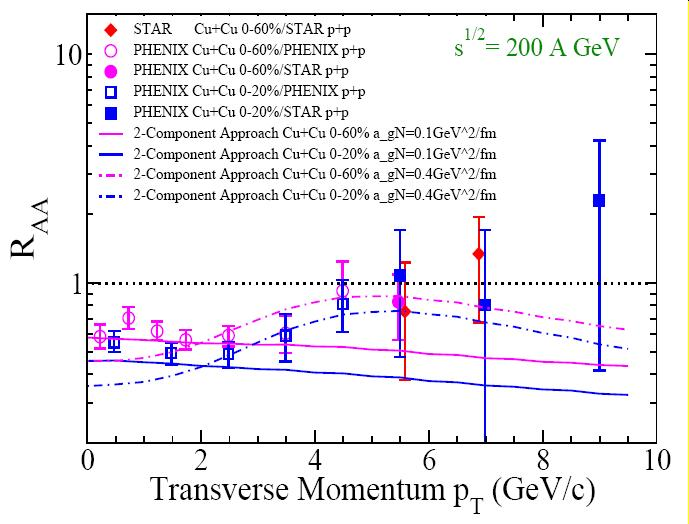 STAR Cu+Cu 0-60%/STAR p+p
PHENIX Cu+Cu 0-60%/PHENIX p+p
PHENIX Cu+Cu 0-60%/STAR p+p
PHENIX Cu+Cu 0-20%/PHENIX p+p
PHENIX Cu+Cu 0-20%/STAR p+p
2-Component Approach Cu+Cu 0-60% a_gN=0.1GeV^2/fm
2-Component Approach Cu+Cu 0-20% a_gN=0.1GeV^2/fm
2-Component Approach Cu+Cu 0-60% a_gN=0.4GeV^2/fm
2-Component Approach Cu+Cu 0-20% a_gN=0.4GeV^2/fm
s^1/2= 200 A GeV
10
1
R_AA
0 2 4 6 8 10
Transverse Momentum p_T (GeV/c)